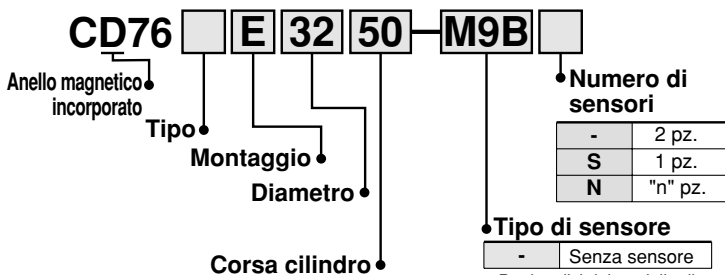 CD76 E 32 50-M9B
Anello magnetico
incorporato
Tipo
Montaggio
Diametro
Corsa cilindro
Numero di
sensori
- 2 pz.
S 1 pz.
N "n" pz.
Tipo di sensore
- Senza sensore